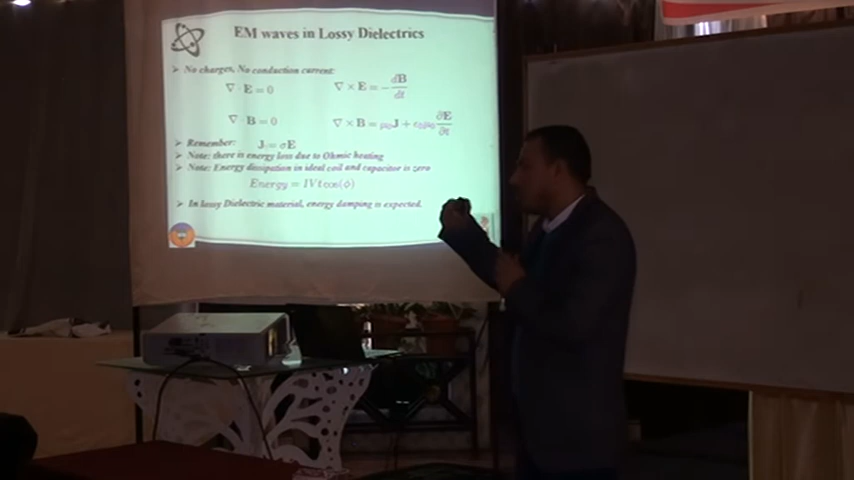 EM waves in Lossy Dielectrics
➤ No charges, No conduction current:
∇ · E = 0    ∇ × E = −dB/dt
∇ · B = 0    ∇ × B = μ₀J + ε₀μ₀ ∂E/∂t
➤ Remember: J = σE
➤ Note: there is energy loss due to Ohmic heating
➤ Note: Energy dissipation in ideal coil and capacitor is zero
Energy = IVt cos(ϕ)
➤ In lossy Dielectric material, energy damping is expected.